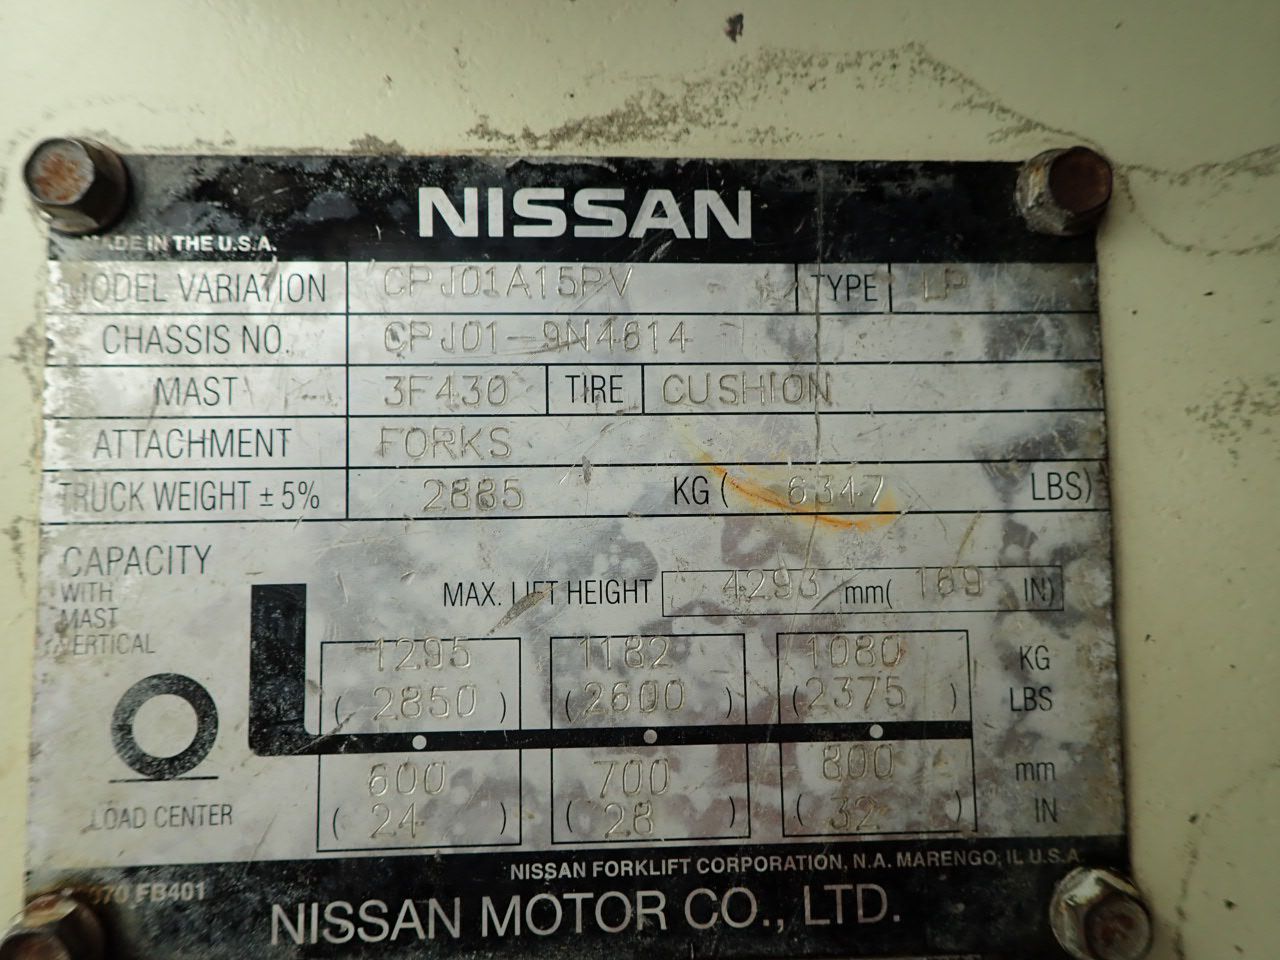 NISSAN
MADE IN THE U.S.A.
MODEL VARIATION CPJ01A15PV TYPE LP
CHASSIS NO. CPJ01-9N4614
MAST 3F430 TIRE CUSHION
ATTACHMENT FORKS
TRUCK WEIGHT ± 5% 2885 KG ( 6347 LBS)
CAPACITY
WITH
MAST
VERTICAL
MAX. LIFT HEIGHT 4293 mm( 169 IN)
1295 1182 1080 KG
( 2850 ) ( 2600 ) ( 2375 ) LBS
600 700 800 mm
( 24 ) ( 28 ) ( 32 ) IN
LOAD CENTER
NISSAN FORKLIFT CORPORATION, N.A. MARENGO, IL U.S.A.
FB401
NISSAN MOTOR CO., LTD.